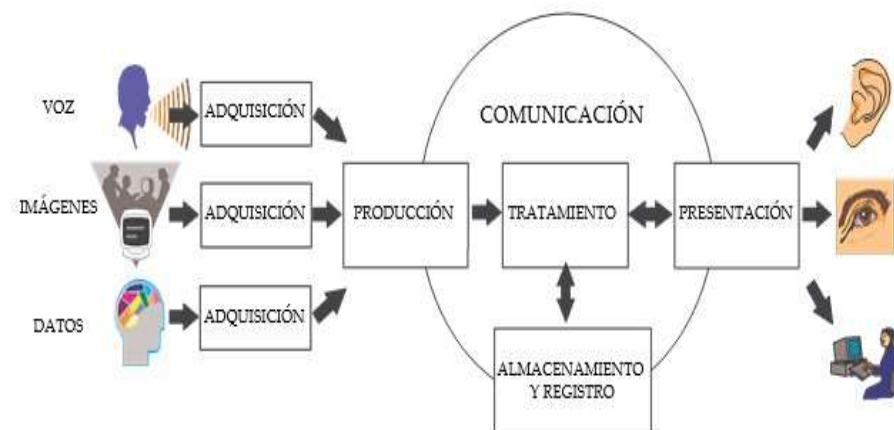 COMUNICACIÓN
VOZ
ADQUISICIÓN
IMÁGENES
ADQUISICIÓN
PRODUCCIÓN
TRATAMIENTO
PRESENTACIÓN
DATOS
ADQUISICIÓN
ALMACENAMIENTO
Y REGISTRO